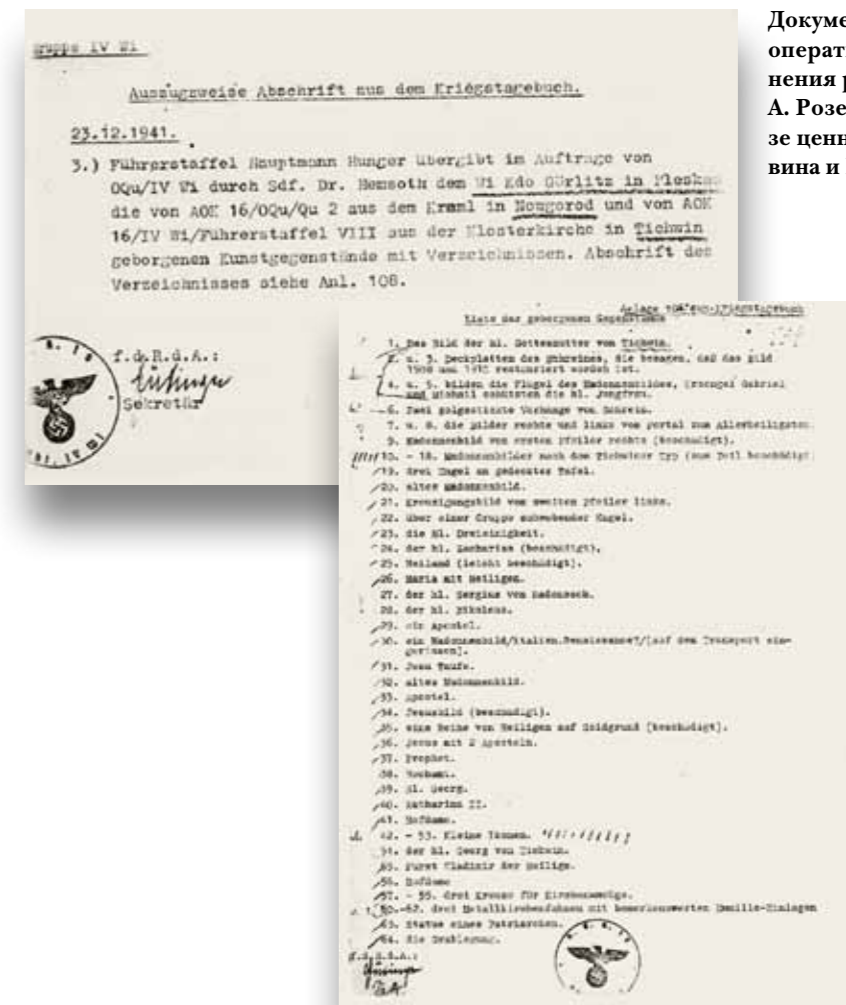 Gruppe IV Wi
Auszugsweise Abschrift aus dem Kriegstagebuch.
23.12.1941.
3.) Führerstaffel Hauptmann Hunger übergibt im Auftrage von
OQu/IV Wi durch Sdf. Dr. Hemsoth dem Wi Kdo Görlitz in Pleskau
die von AOK 16/OQu/Qu 2 aus dem Kreml in Nowgorod und von AOK
16/IV Wi/Führerstaffel VIII aus der Klosterkirche in Tichwin
geborgenen Kunstgegenstände mit Verzeichnissen. Abschrift des
Verzeichnisses siehe Anl. 108.
f.d.R.d.A.:
Sekretär
Докуме
операт
нения р
А. Розе
зе ценн
вина и
Anlage 108 zum Kriegstagebuch
Liste der geborgenen Gegenstände
1. Das Bild der hl. Gottesmutter von Tichwin.
2. u. 3. Deckplatten des Schreines, die besagen, daß das Bild
1908 und 1912 restauriert worden ist.
4. u. 5. bilden die Flügel des Madonnenbildes, Erzengel Gabriel
und Michail schützten die hl. Jungfrau.
6. Zwei golgestickte Vorhänge vom Schrein.
7. u. 8. die Bilder rechts und links vom Portal zum Allerheiligsten.
9. Madonnenbild vom ersten Pfeiler rechts (beschädigt).
10. - 18. Madonnenbilder nach dem Tichwiner Typ (zum Teil beschädigt)
19. drei Engel an gedeckter Tafel.
20. altes Madonnenbild.
21. Kreuzigungsbild vom zweiten Pfeiler links.
22. über einer Gruppe schwebender Engel.
23. die hl. Dreieinigkeit.
24. der hl. Zacharias (beschädigt).
25. Heiland (leicht beschädigt).
26. Maria mit Heiligen.
27. der hl. Sergius von Radonesch.
28. der hl. Nikolaus.
29. ein Apostel.
30. ein Madonnenbild/Italien.Renaissance?/(auf dem Transport ein-
gerissen).
31. Jesu Taufe.
32. altes Madonnenbild.
33. Apostel.
34. Jesusbild (beschädigt).
35. eine Reihe von Heiligen auf Goldgrund (beschädigt).
36. Jesus mit 2 Aposteln.
37. Prophet.
38.
39. hl. Georg.
40. Katharina II.
41. Hofdame.
42. - 53. Kleine Ikonen.
54. der hl. Georg von Tichwin.
55. Fürst Wladimir der Heilige.
56. Hofdame
57. - 59. drei Kreuze für Kirchenumzüge.
60.-62. drei Metallkirchenfahnen mit bemerkenswerten Emaille-Einlagen
63. Statue eines Patriarchen.
64. die Grablegung.
f.d.R.d.A.: